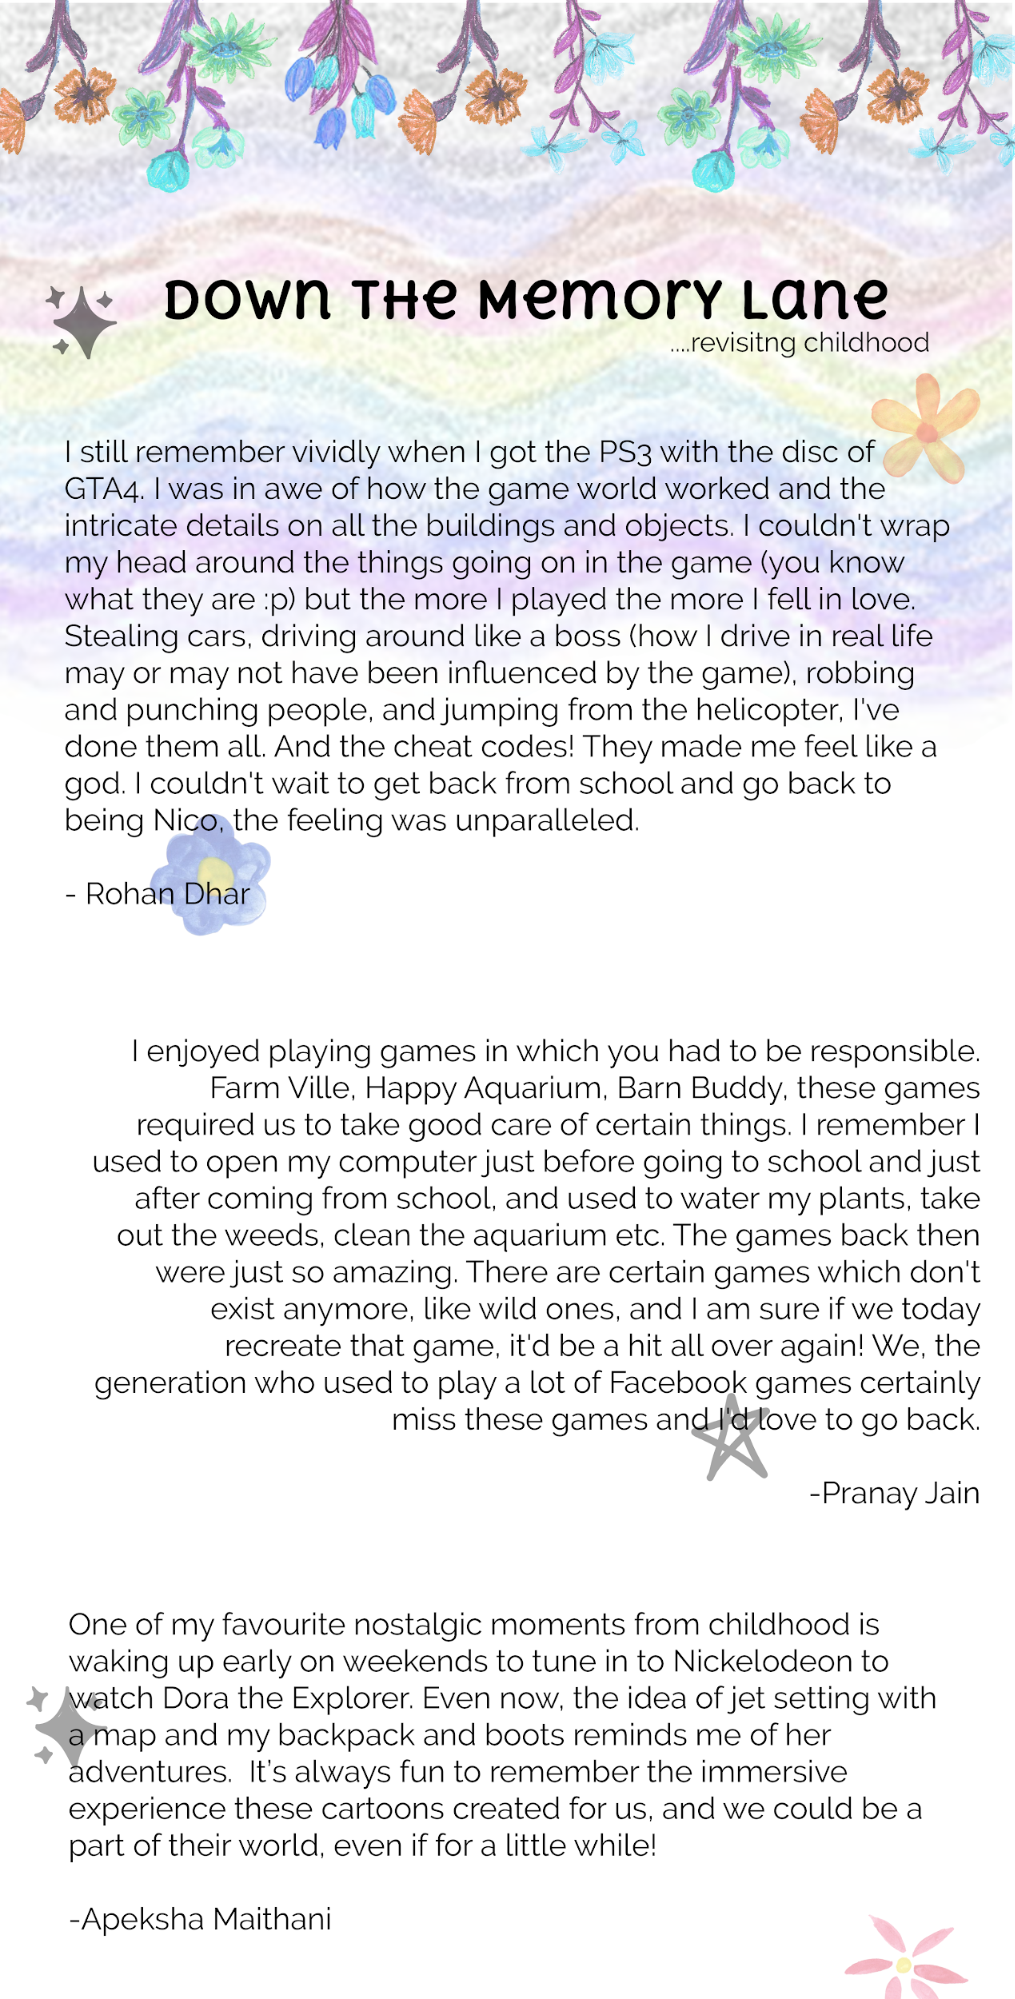 Down The Memory Lane
....revisitng childhood
I still remember vividly when I got the PS3 with the disc of
GTA4. I was in awe of how the game world worked and the
intricate details on all the buildings and objects. I couldn't wrap
my head around the things going on in the game (you know
what they are :p) but the more I played the more I fell in love.
Stealing cars, driving around like a boss (how I drive in real life
may or may not have been influenced by the game), robbing
and punching people, and jumping from the helicopter, I've
done them all. And the cheat codes! They made me feel like a
god. I couldn't wait to get back from school and go back to
being Nico, the feeling was unparalleled.
- Rohan Dhar
I enjoyed playing games in which you had to be responsible.
Farm Ville, Happy Aquarium, Barn Buddy, these games
required us to take good care of certain things. I remember I
used to open my computer just before going to school and just
after coming from school, and used to water my plants, take
out the weeds, clean the aquarium etc. The games back then
were just so amazing. There are certain games which don't
exist anymore, like wild ones, and I am sure if we today
recreate that game, it'd be a hit all over again! We, the
generation who used to play a lot of Facebook games certainly
miss these games and I'd love to go back.
-Pranay Jain
One of my favourite nostalgic moments from childhood is
waking up early on weekends to tune in to Nickelodeon to
watch Dora the Explorer. Even now, the idea of jet setting with
a map and my backpack and boots reminds me of her
adventures.  It’s always fun to remember the immersive
experience these cartoons created for us, and we could be a
part of their world, even if for a little while!
-Apeksha Maithani